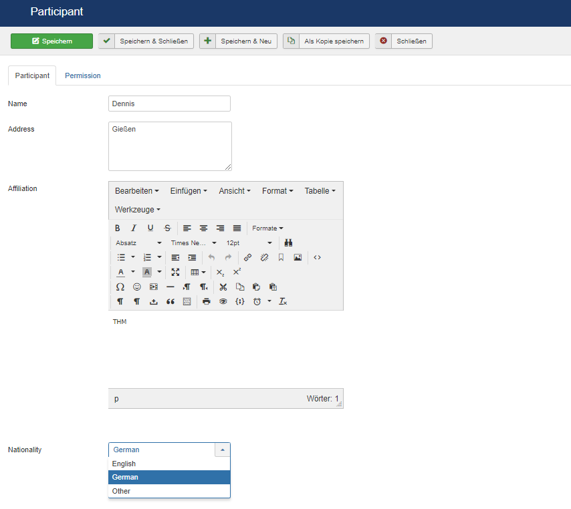 Participant
Speichern
Speichern & Schließen
Speichern & Neu
Als Kopie speichern
Schließen
Participant
Permission
Name
Dennis
Address
Gießen
Affiliation
Bearbeiten
Einfügen
Ansicht
Format
Tabelle
Werkzeuge
B I U S
Formate
Absatz
Times Ne...
12pt
A A
THM
p
Wörter: 1
Nationality
German
English
German
Other